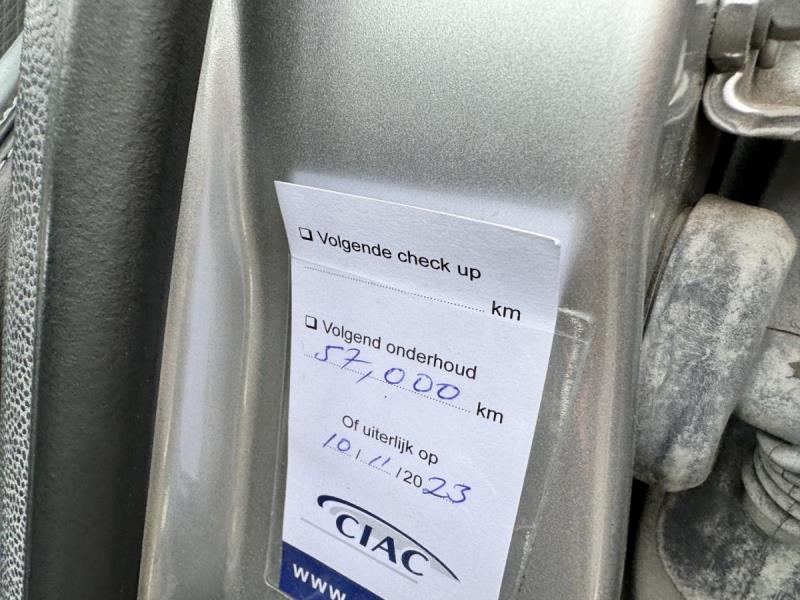 ❑ Volgende check up
........................................ km
❑ Volgend onderhoud
57,000 km
Of uiterlijk op
10/11/2023
CIAC
www.